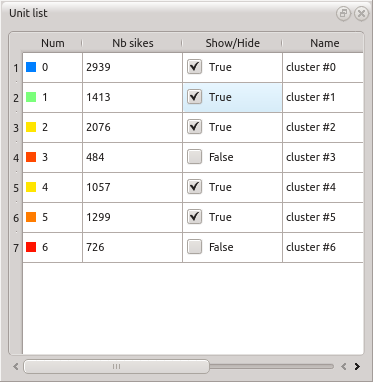 Unit list
Num Nb sikes Show/Hide Name
1 0 2939 True cluster #0
2 1 1413 True cluster #1
3 2 2076 True cluster #2
4 3 484 False cluster #3
5 4 1057 True cluster #4
6 5 1299 True cluster #5
7 6 726 False cluster #6